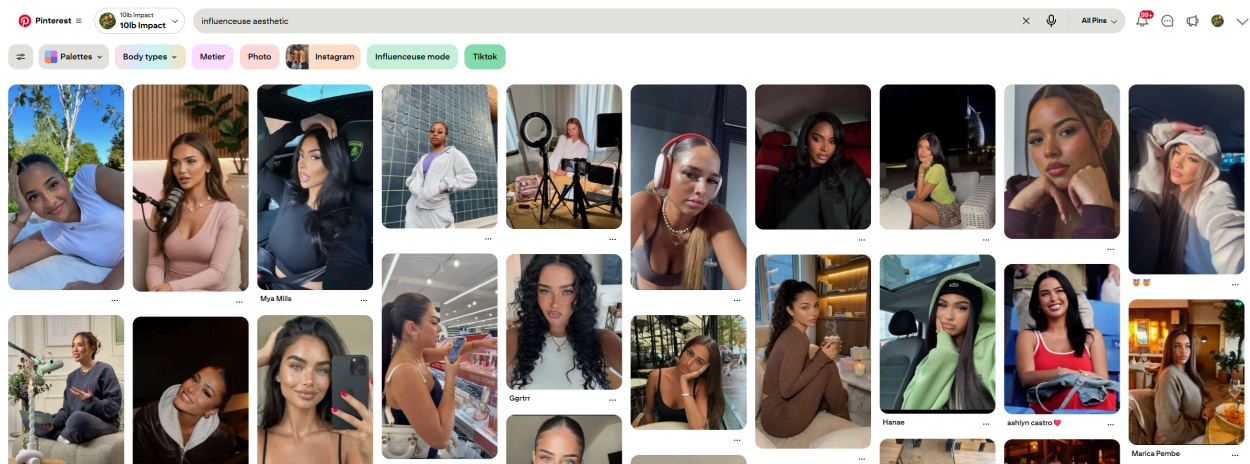 Pinterest
10lb Impact
10lb Impact
influenceuse aesthetic
All Pins
99+
Palettes
Body types
Metier
Photo
Instagram
Influenceuse mode
Tiktok
Mya Mills
Ggrtrr
Hanae
ashlyn castro
Marica Pembe